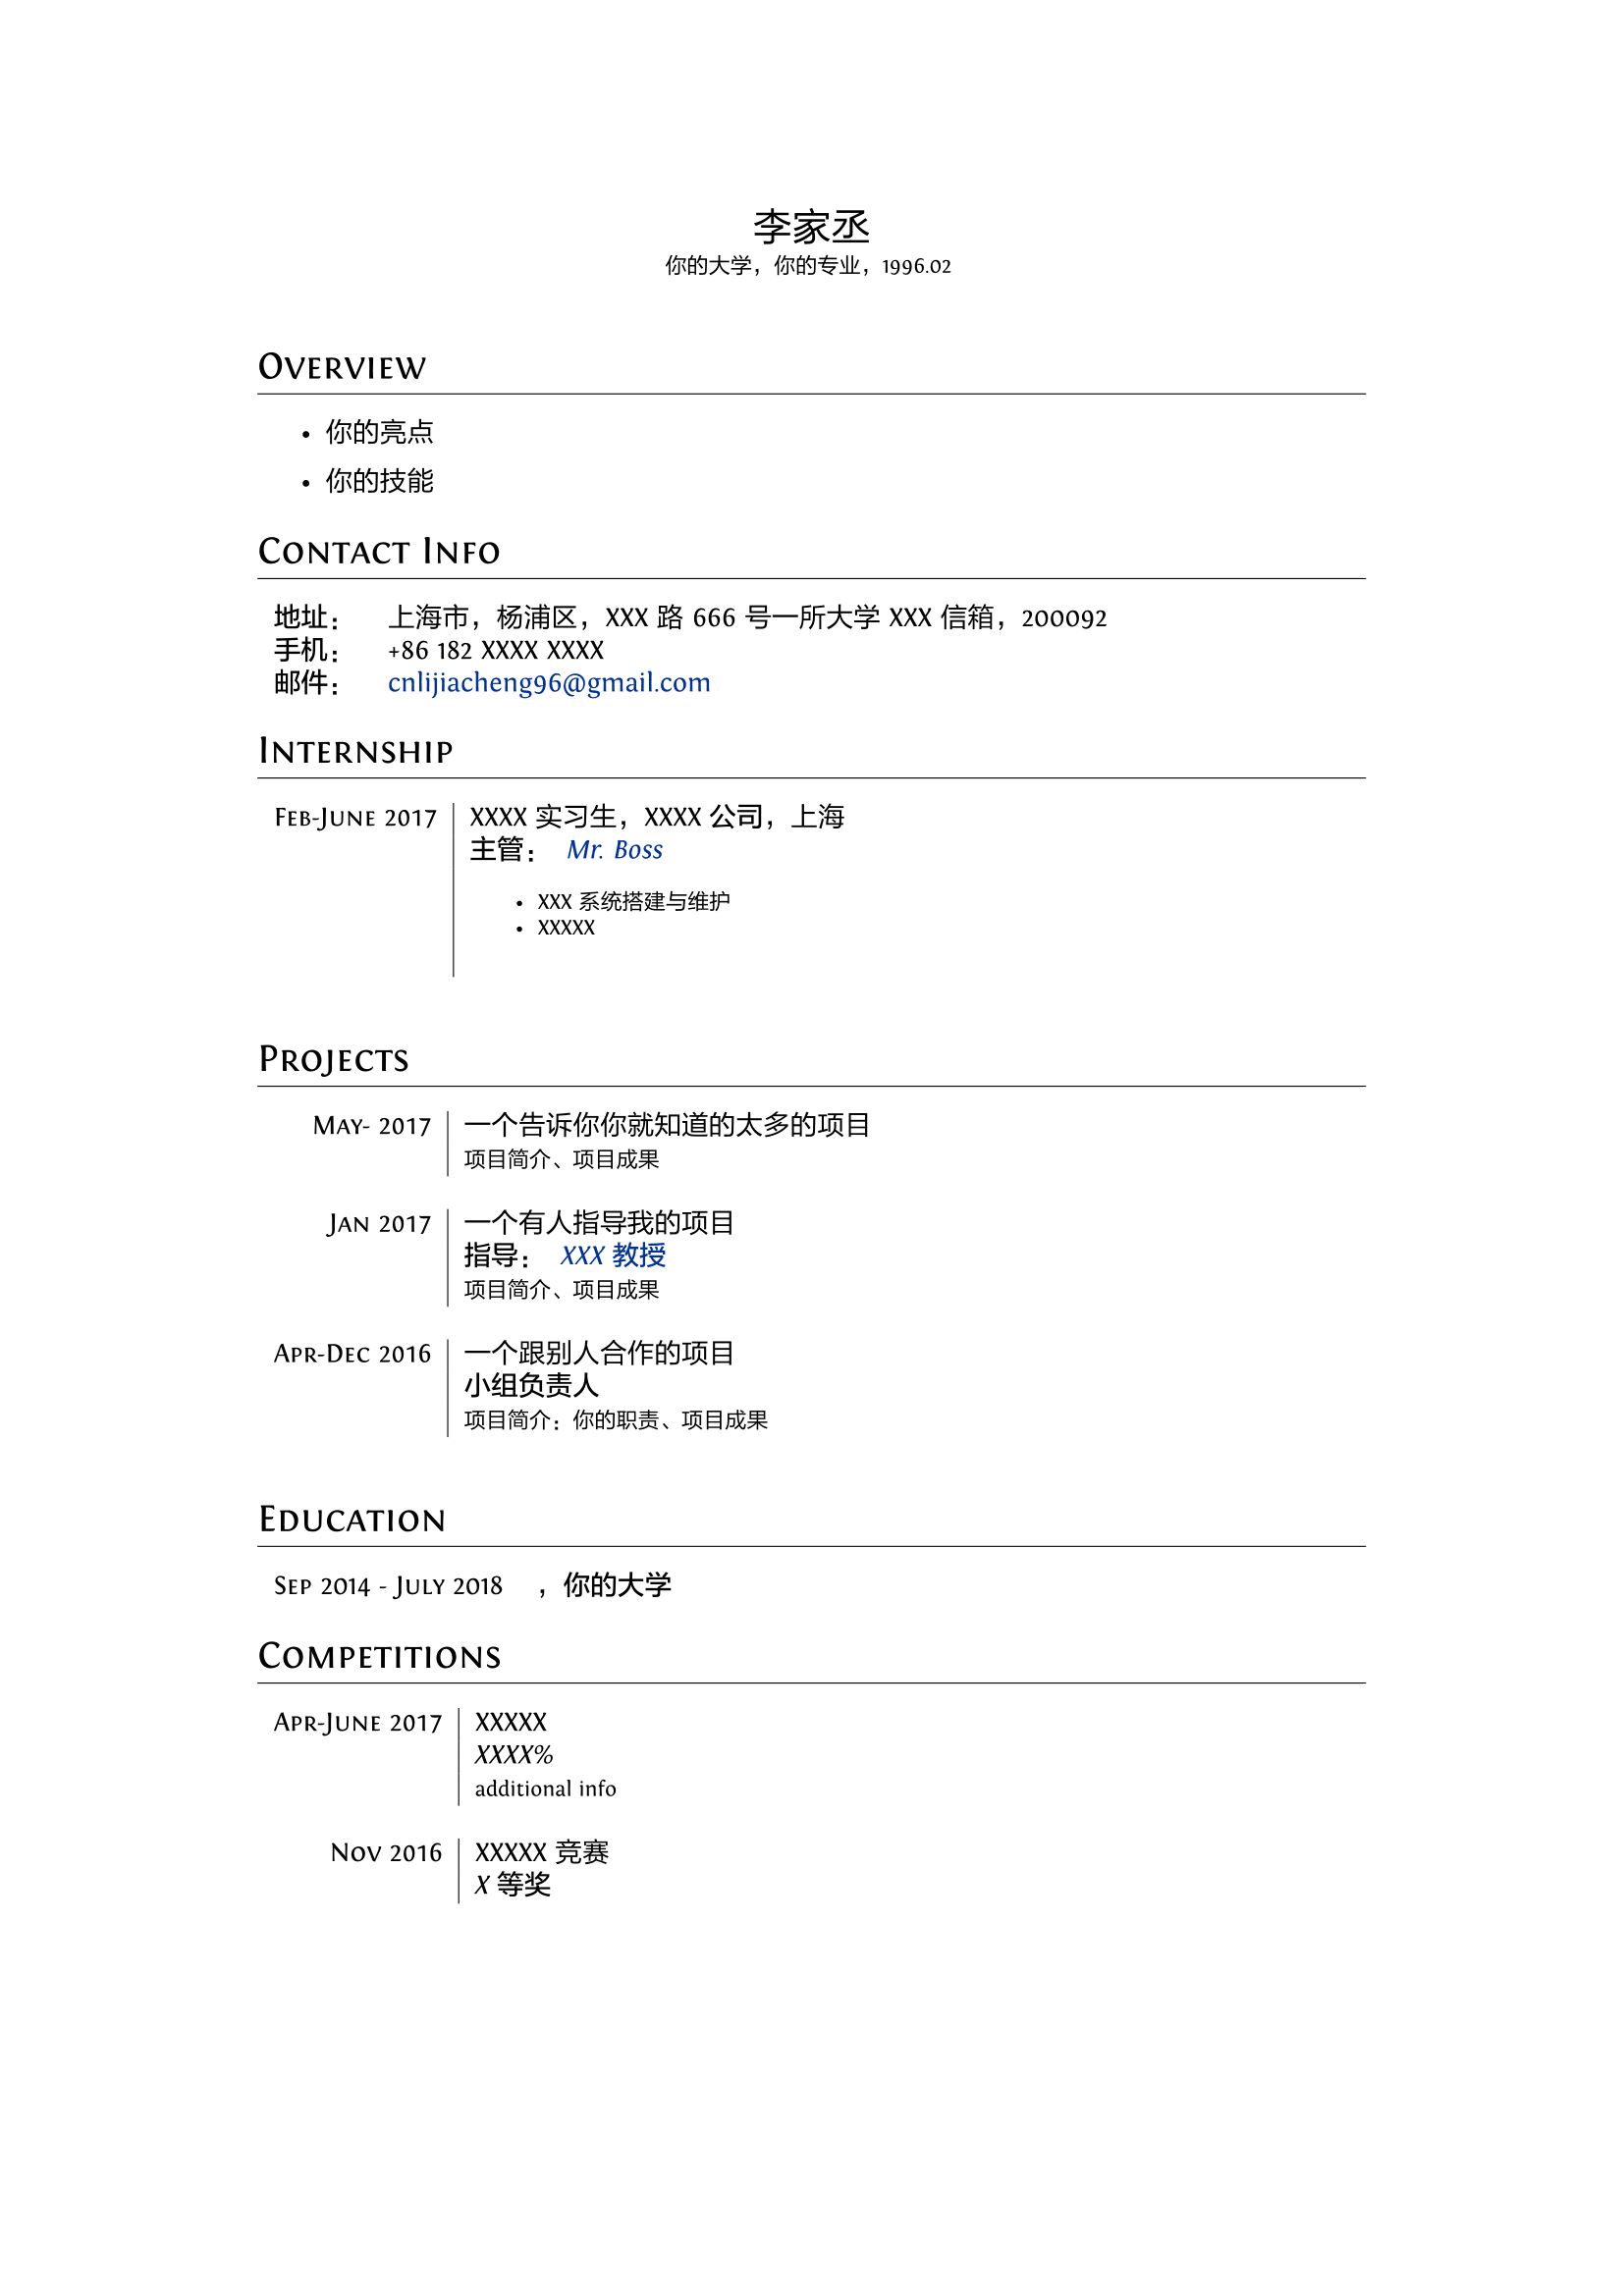 李家丞
你的大学，你的专业，1996.02
Overview
• 你的亮点
• 你的技能
Contact Info
地址： 上海市，杨浦区，XXX 路 666 号一所大学 XXX 信箱，200092
手机： +86 182 XXXX XXXX
邮件： cnlijiacheng96@gmail.com
Internship
Feb-June 2017 XXXX 实习生，XXXX 公司，上海
主管： Mr. Boss
• XXX 系统搭建与维护
• XXXXX
Projects
May- 2017 一个告诉你你就知道的太多的项目
项目简介、项目成果
Jan 2017 一个有人指导我的项目
指导： XXX 教授
项目简介、项目成果
Apr-Dec 2016 一个跟别人合作的项目
小组负责人
项目简介：你的职责、项目成果
Education
Sep 2014 - July 2018 ，你的大学
Competitions
Apr-June 2017 XXXXX
XXXX%
additional info
Nov 2016 XXXXX 竞赛
X 等奖